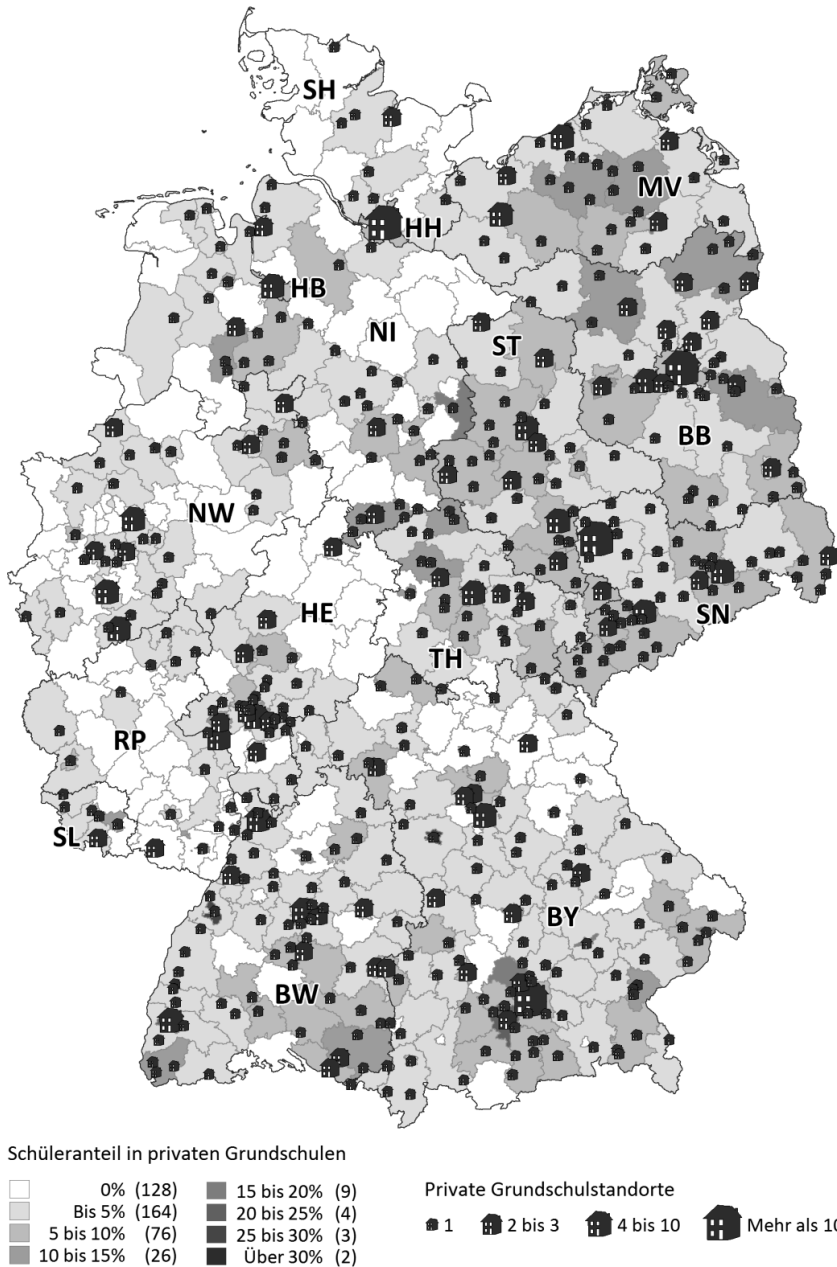 SH
MV
HH
HB
NI
ST
BB
NW
HE
SN
TH
RP
SL
BY
BW
Schüleranteil in privaten Grundschulen
0% (128)
Bis 5% (164)
5 bis 10% (76)
10 bis 15% (26)
15 bis 20% (9)
20 bis 25% (4)
25 bis 30% (3)
Über 30% (2)
Private Grundschulstandorte
1
2 bis 3
4 bis 10
Mehr als 10